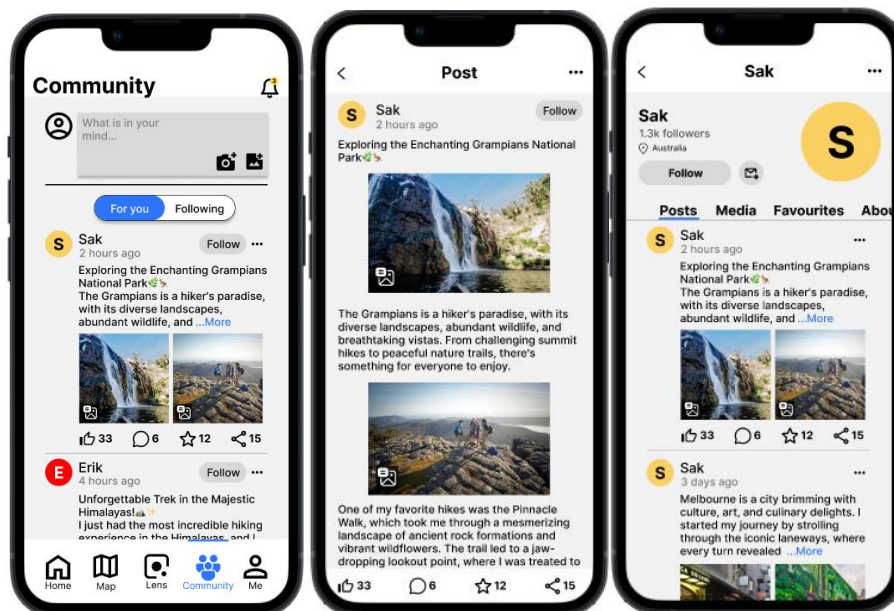 Community
3
What is in your
mind...
For you Following
S Sak Follow
2 hours ago
Exploring the Enchanting Grampians
National Park🌿🦘
The Grampians is a hiker's paradise,
with its diverse landscapes,
abundant wildlife, and ...More
33 6 12 15
E Erik Follow
4 hours ago
Unforgettable Trek in the Majestic
Himalayas!🏔️✨
I just had the most incredible hiking
experience in the Himalayas, and I
Home Map Lens Community Me
Post
S Sak Follow
2 hours ago
Exploring the Enchanting Grampians National
Park🌿🦘
The Grampians is a hiker's paradise, with its
diverse landscapes, abundant wildlife, and
breathtaking vistas. From challenging summit
hikes to peaceful nature trails, there's
something for everyone to enjoy.
One of my favorite hikes was the Pinnacle
Walk, which took me through a mesmerizing
landscape of ancient rock formations and
vibrant wildflowers. The trail led to a jaw-
dropping lookout point, where I was treated to
33 6 12 15
Sak
Sak
1.3k followers
Australia
Follow
S
Posts Media Favourites Abou
S Sak
2 hours ago
Exploring the Enchanting Grampians
National Park🌿🦘
The Grampians is a hiker's paradise,
with its diverse landscapes,
abundant wildlife, and ...More
33 6 12 15
S Sak
3 days ago
Melbourne is a city brimming with
culture, art, and culinary delights. I
started my journey by strolling
through the iconic laneways, where
every turn revealed ...More